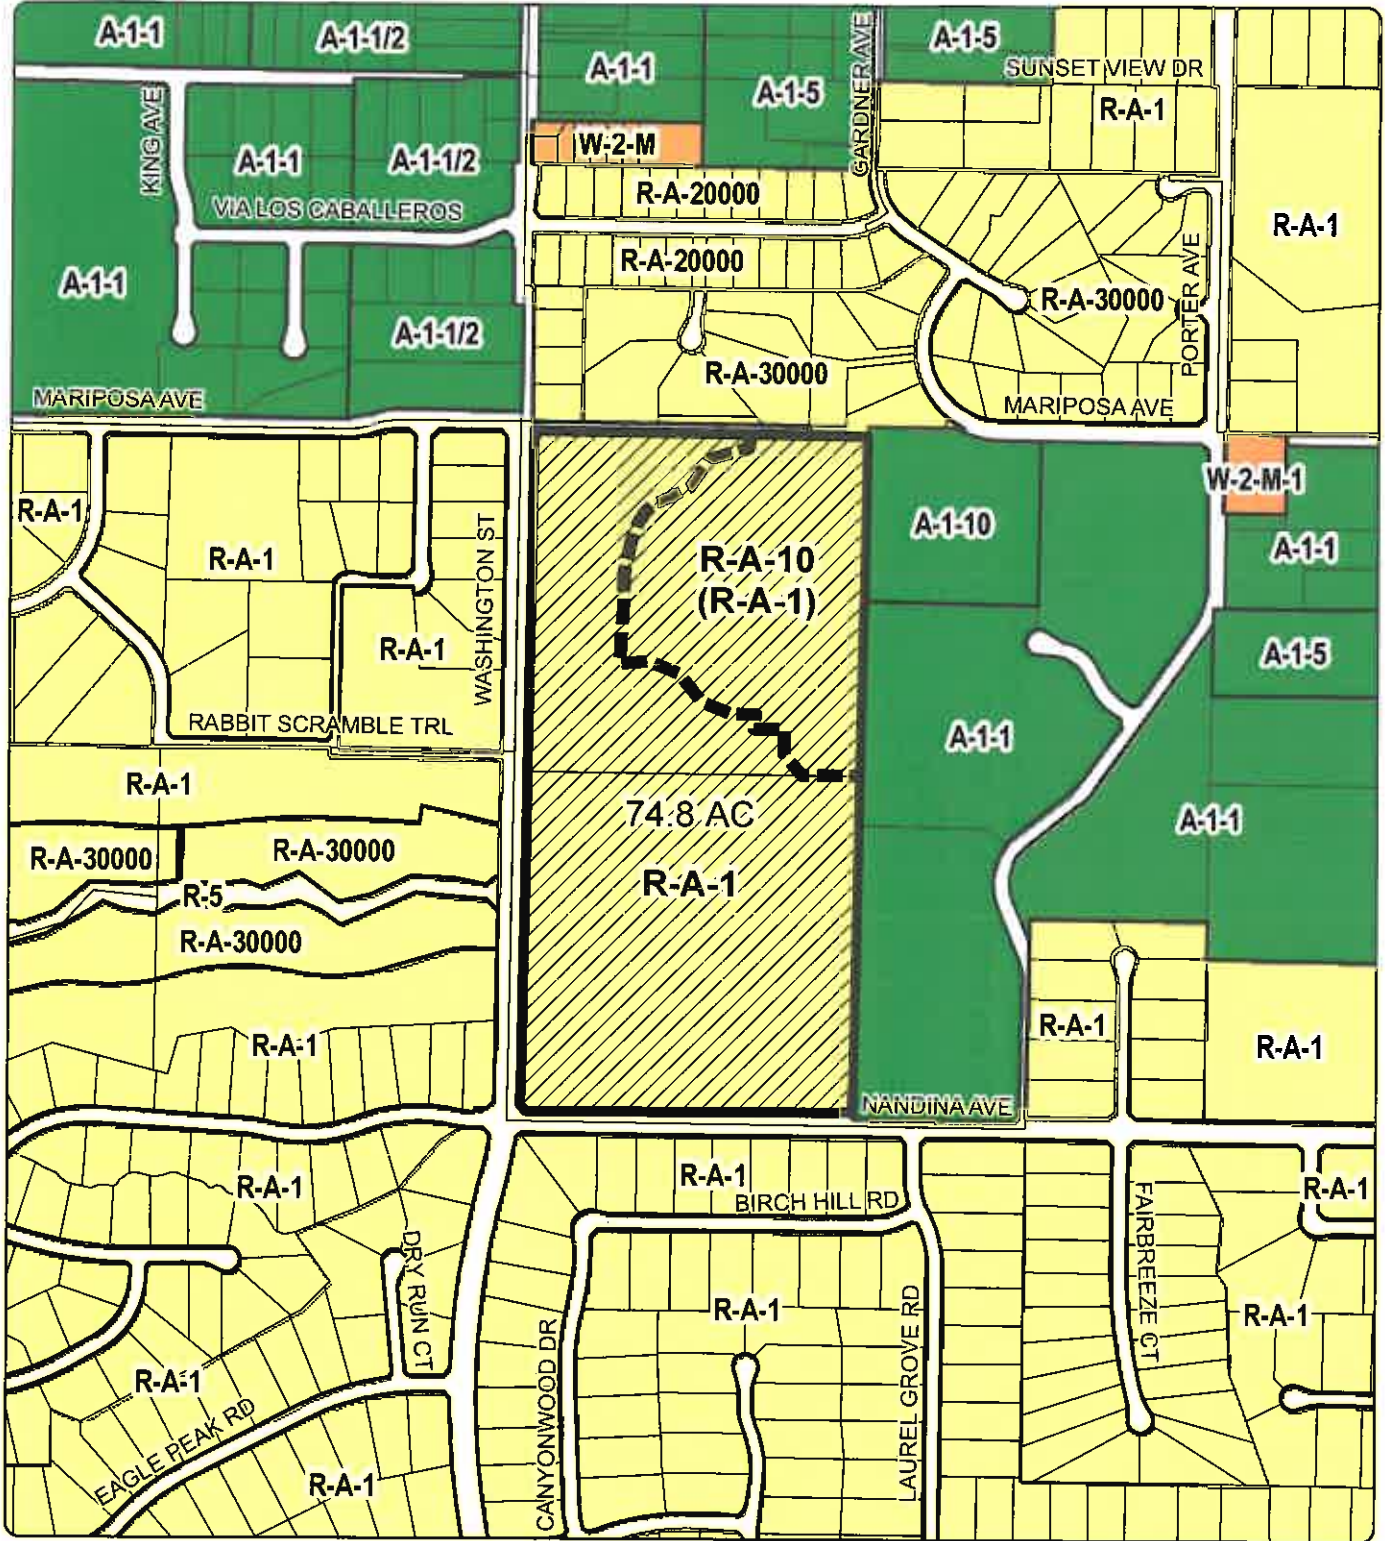 A-1-1
A-1-1/2
A-1-1
A-1-5
GARDNER AVE
A-1-5
SUNSET VIEW DR
R-A-1
KING AVE
A-1-1
A-1-1/2
W-2-M
R-A-20000
VIA LOS CABALLEROS
R-A-1
R-A-20000
A-1-1
A-1-1/2
R-A-30000
PORTER AVE
R-A-30000
MARIPOSA AVE
MARIPOSA AVE
R-A-1
R-A-1
R-A-1
WASHINGTON ST
R-A-10
(R-A-1)
A-1-10
W-2-M-1
A-1-1
A-1-5
RABBIT SCRAMBLE TRL
A-1-1
R-A-1
74.8 AC
A-1-1
R-A-30000
R-A-30000
R-A-1
R-5
R-A-30000
R-A-1
R-A-1
R-A-1
NANDINA AVE
R-A-1
R-A-1
BIRCH HILL RD
R-A-1
FAIRBREEZE CT
DRY RUN CT
R-A-1
R-A-1
CANYONWOOD DR
LAUREL GROVE RD
R-A-1
EAGLE PEAK RD
R-A-1